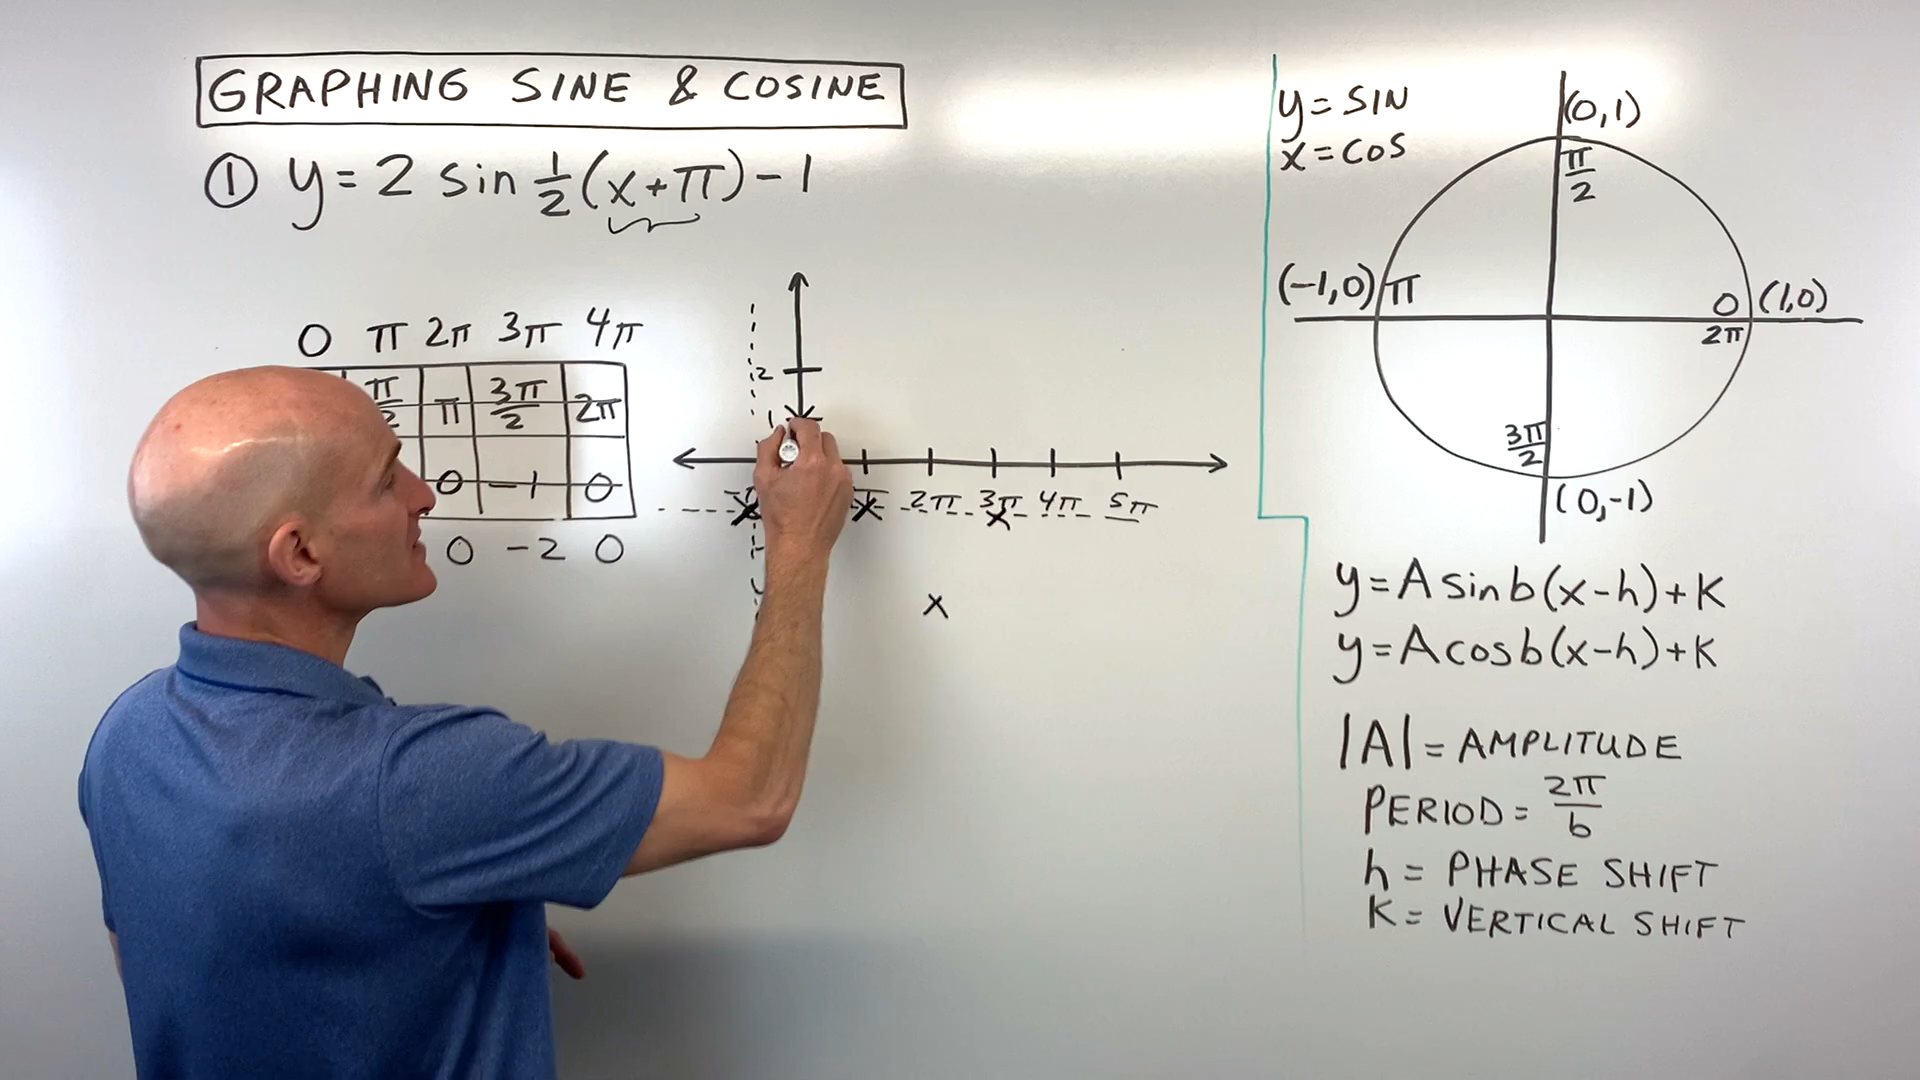 GRAPHING SINE & COSINE
① y = 2 sin 1/2 (x + π) - 1
0 π 2π 3π 4π
π/2 π 3π/2 2π
0 -1 0
0 -2 0
2
1
π 2π 3π 4π 5π
x
y = SIN
x = COS
(0,1)
π/2
(-1,0) π
0 (1,0)
2π
3π/2
(0,-1)
y = A sin b(x-h) + K
y = A cos b(x-h) + K
|A| = AMPLITUDE
PERIOD = 2π/b
h = PHASE SHIFT
K = VERTICAL SHIFT